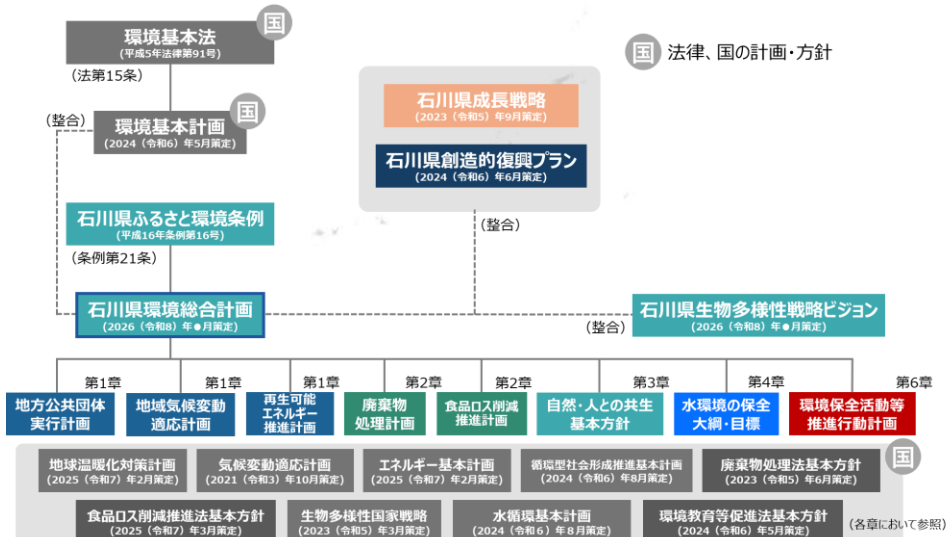 国
環境基本法
(平成5年法律第91号)
(法第15条)
国
法律、国の計画・方針
国
(整合)
環境基本計画
(2024(令和6)年5月策定)
石川県成長戦略
(2023(令和5)年9月策定)
石川県創造的復興プラン
(2024(令和6)年6月策定)
石川県ふるさと環境条例
(平成16年条例第16号)
(条例第21条)
(整合)
石川県環境総合計画
(2026(令和8)年●月策定)
(整合)
石川県生物多様性戦略ビジョン
(2026(令和8)年●月策定)
第1章
第1章
第1章
第2章
第2章
第3章
第4章
第6章
地方公共団体
実行計画
地域気候変動
適応計画
再生可能
エネルギー
推進計画
廃棄物
処理計画
食品ロス削減
推進計画
自然・人との共生
基本方針
水環境の保全
大綱・目標
環境保全活動等
推進行動計画
国
地球温暖化対策計画
(2025(令和7)年2月策定)
気候変動適応計画
(2021(令和3)年10月策定)
エネルギー基本計画
(2025(令和7)年2月策定)
循環型社会形成推進基本計画
(2024(令和6)年8月策定)
廃棄物処理法基本方針
(2023(令和5)年6月策定)
食品ロス削減推進法基本方針
(2025(令和7)年3月策定)
生物多様性国家戦略
(2023(令和5)年3月策定)
水循環基本計画
(2024(令和6)年8月策定)
環境教育等促進法基本方針
(2024(令和6)年5月策定)
(各章において参照)